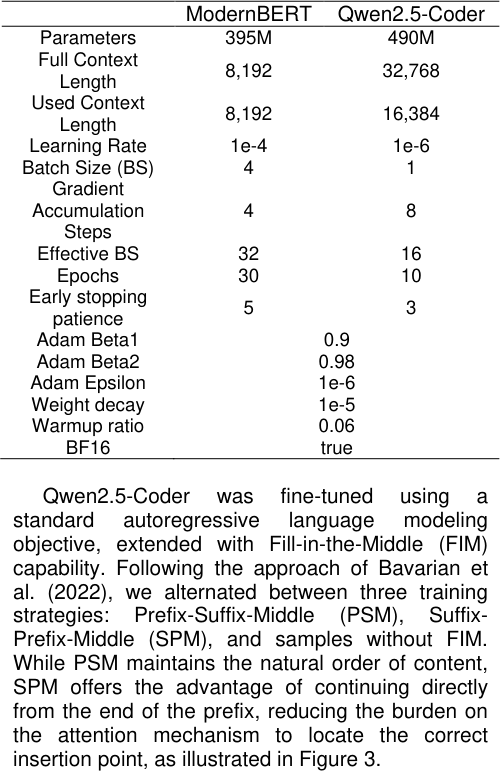 ModernBERT Qwen2.5-Coder
Parameters 395M 490M
Full Context
Length 8,192 32,768
Used Context
Length 8,192 16,384
Learning Rate 1e-4 1e-6
Batch Size (BS) 4 1
Gradient
Accumulation 4 8
Steps
Effective BS 32 16
Epochs 30 10
Early stopping
patience 5 3
Adam Beta1 0.9
Adam Beta2 0.98
Adam Epsilon 1e-6
Weight decay 1e-5
Warmup ratio 0.06
BF16 true
Qwen2.5-Coder was fine-tuned using a
standard autoregressive language modeling
objective, extended with Fill-in-the-Middle (FIM)
capability. Following the approach of Bavarian et
al. (2022), we alternated between three training
strategies: Prefix-Suffix-Middle (PSM), Suffix-
Prefix-Middle (SPM), and samples without FIM.
While PSM maintains the natural order of content,
SPM offers the advantage of continuing directly
from the end of the prefix, reducing the burden on
the attention mechanism to locate the correct
insertion point, as illustrated in Figure 3.